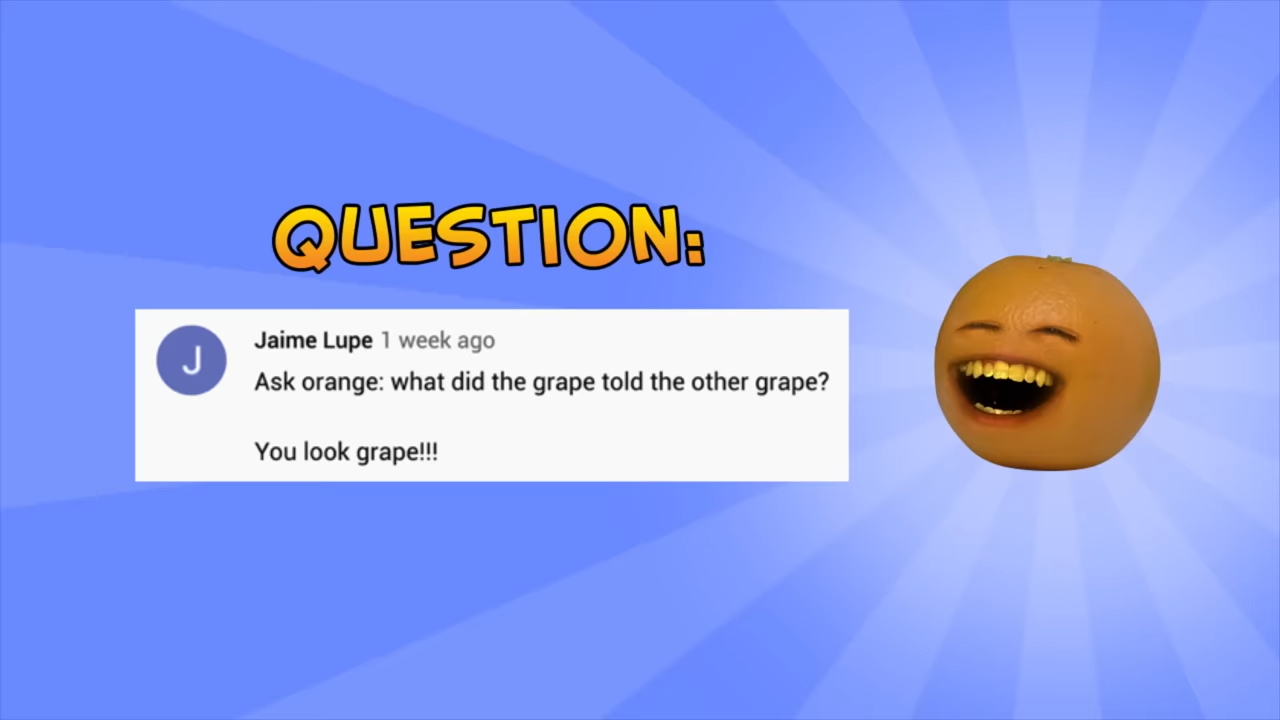 QUESTION:
J
Jaime Lupe 1 week ago
Ask orange: what did the grape told the other grape?
You look grape!!!